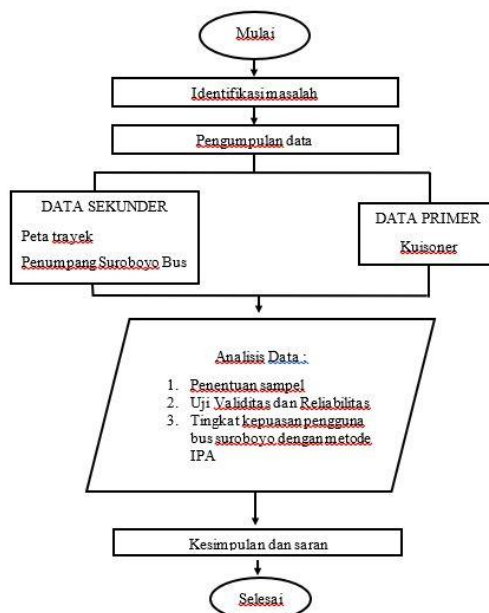 Mulai
Identifikasi masalah
Pengumpulan data
DATA SEKUNDER
Peta trayek
Penumpang Suroboyo Bus
DATA PRIMER
Kuisoner
Analisis Data :
1. Penentuan sampel
2. Uji Validitas dan Reliabilitas
3. Tingkat kepuasan pengguna
bus suroboyo dengan metode
IPA
Kesimpulan dan saran
Selesai